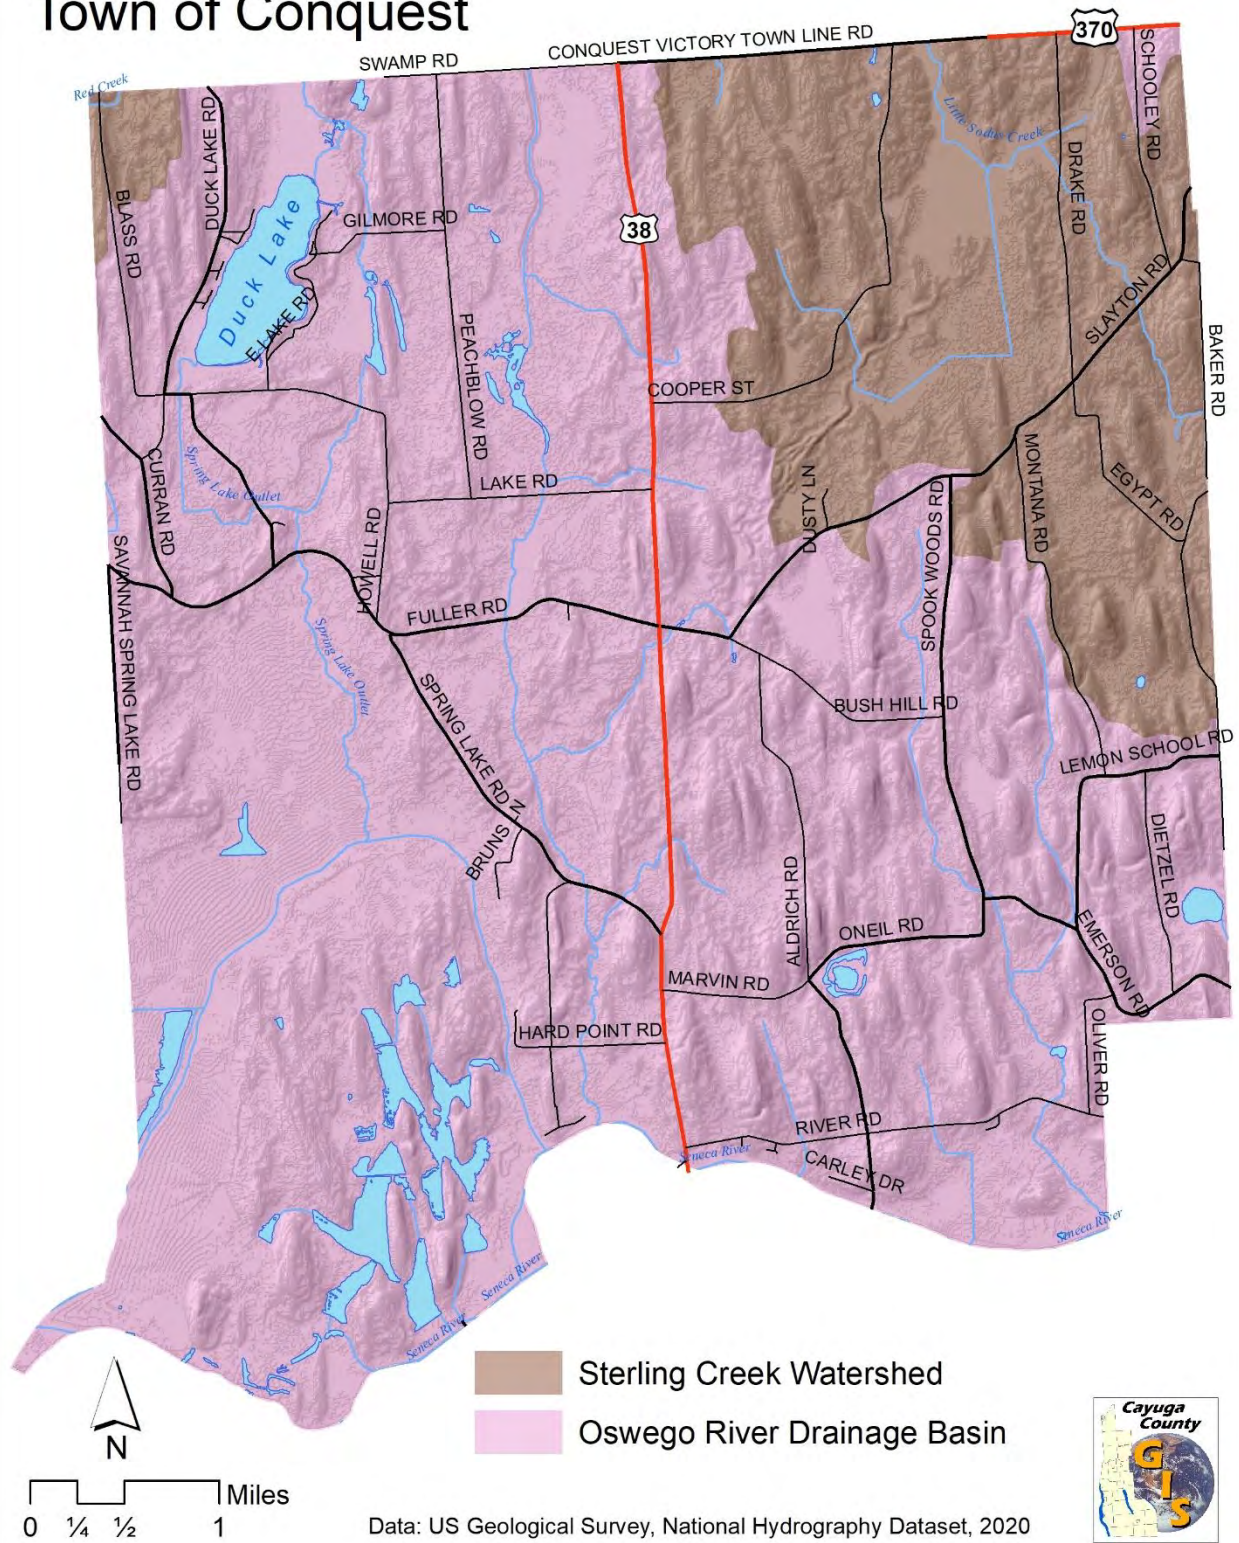 Town of Conquest
370
CONQUEST VICTORY TOWN LINE RD
SWAMP RD
SCHOOLEY RD
Red Creek
DUCK LAKE RD
Little Sodus Creek
DRAKE RD
BLASS RD
GILMORE RD
38
Duck Lake
E LAKE RD
SLAYTON RD
PEACHBLOW RD
BAKER RD
COOPER ST
CURRAN RD
Spring Lake Outlet
LAKE RD
DUSTY LN
MONTANA RD
EGYPT RD
SPOOK WOODS RD
HOWELL RD
SAVANNAH SPRING LAKE RD
FULLER RD
Spring Lake Outlet
SPRING LAKE RD
BUSH HILL RD
LEMON SCHOOL RD
BRUNS LN
DIETZEL RD
ALDRICH RD
ONEIL RD
EMERSON RD
MARVIN RD
HARD POINT RD
OLIVER RD
RIVER RD
Seneca River
CARLEY DR
Seneca River
Seneca River
Seneca River
Sterling Creek Watershed
Oswego River Drainage Basin
N
Miles
0 ¼ ½ 1
Data: US Geological Survey, National Hydrography Dataset, 2020
Cayuga
County
GIS